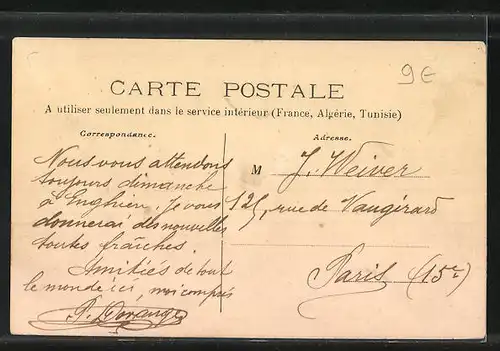 9€
CARTE POSTALE
A utiliser seulement dans le service intérieur (France, Algérie, Tunisie)
Correspondance.
Adresse.
Nous vous attendons
toujours dimanche
à Enghien. Je vous
donnerai des nouvelles
toutes fraîches.
Amitiés de tout
le monde ici, moi compris
M J. Weiver
125, rue de Vaugirard
Paris (15e)